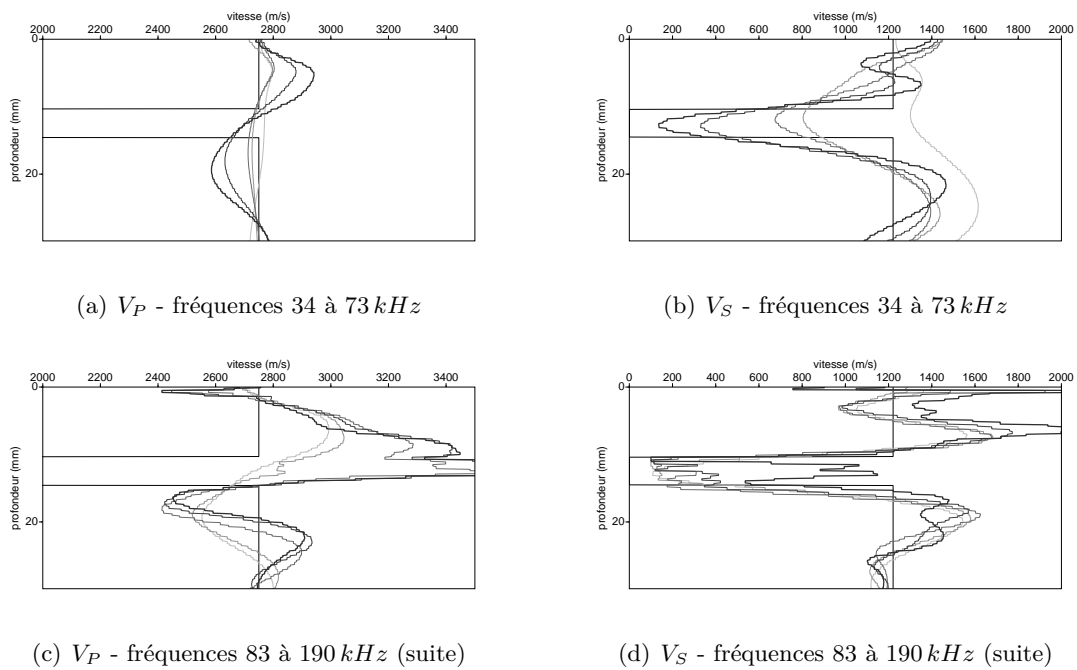 vitesse (m/s)
2000 2200 2400 2600 2800 3000 3200 3400
0
20
profondeur (mm)
(a) V_P - fréquences 34 à 73 kHz
vitesse (m/s)
0 200 400 600 800 1000 1200 1400 1600 1800 2000
0
20
profondeur (mm)
(b) V_S - fréquences 34 à 73 kHz
vitesse (m/s)
2000 2200 2400 2600 2800 3000 3200 3400
0
20
profondeur (mm)
(c) V_P - fréquences 83 à 190 kHz (suite)
vitesse (m/s)
0 200 400 600 800 1000 1200 1400 1600 1800 2000
0
20
profondeur (mm)
(d) V_S - fréquences 83 à 190 kHz (suite)